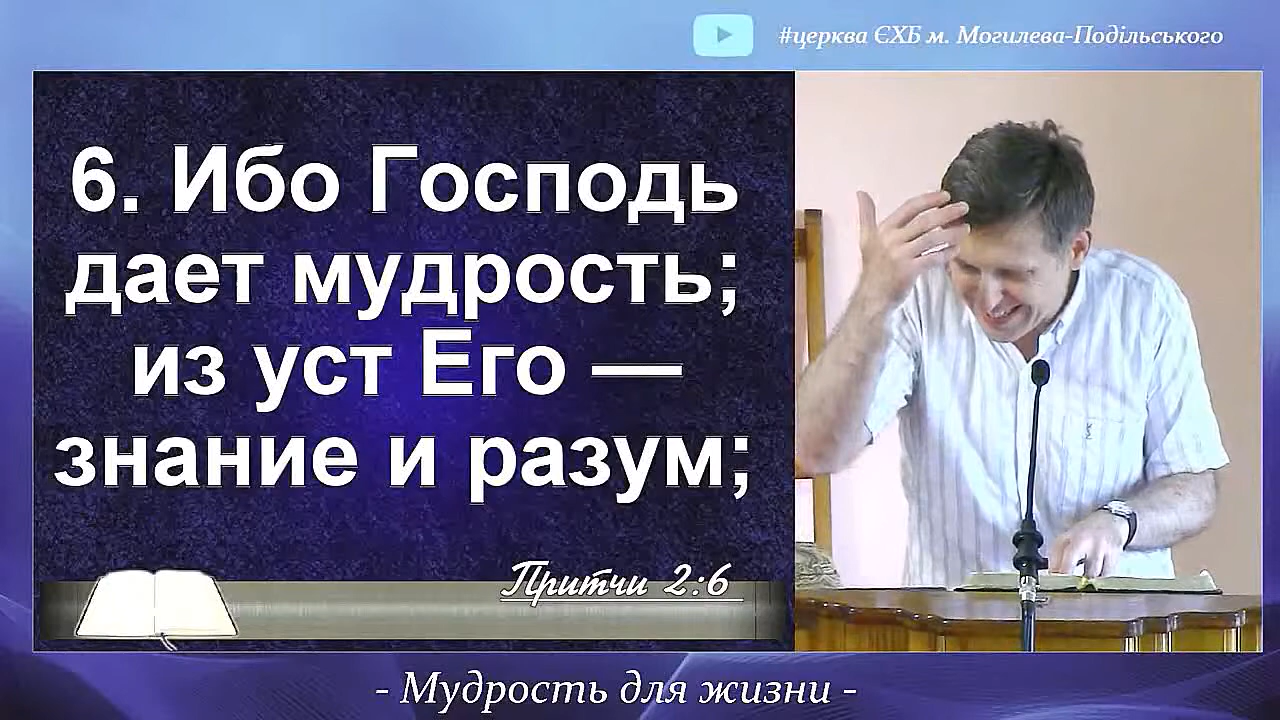 #церква ЄХБ м. Могилева-Подільського
6. Ибо Господь
дает мудрость;
из уст Его —
знание и разум;
Притчи 2:6
- Мудрость для жизни -